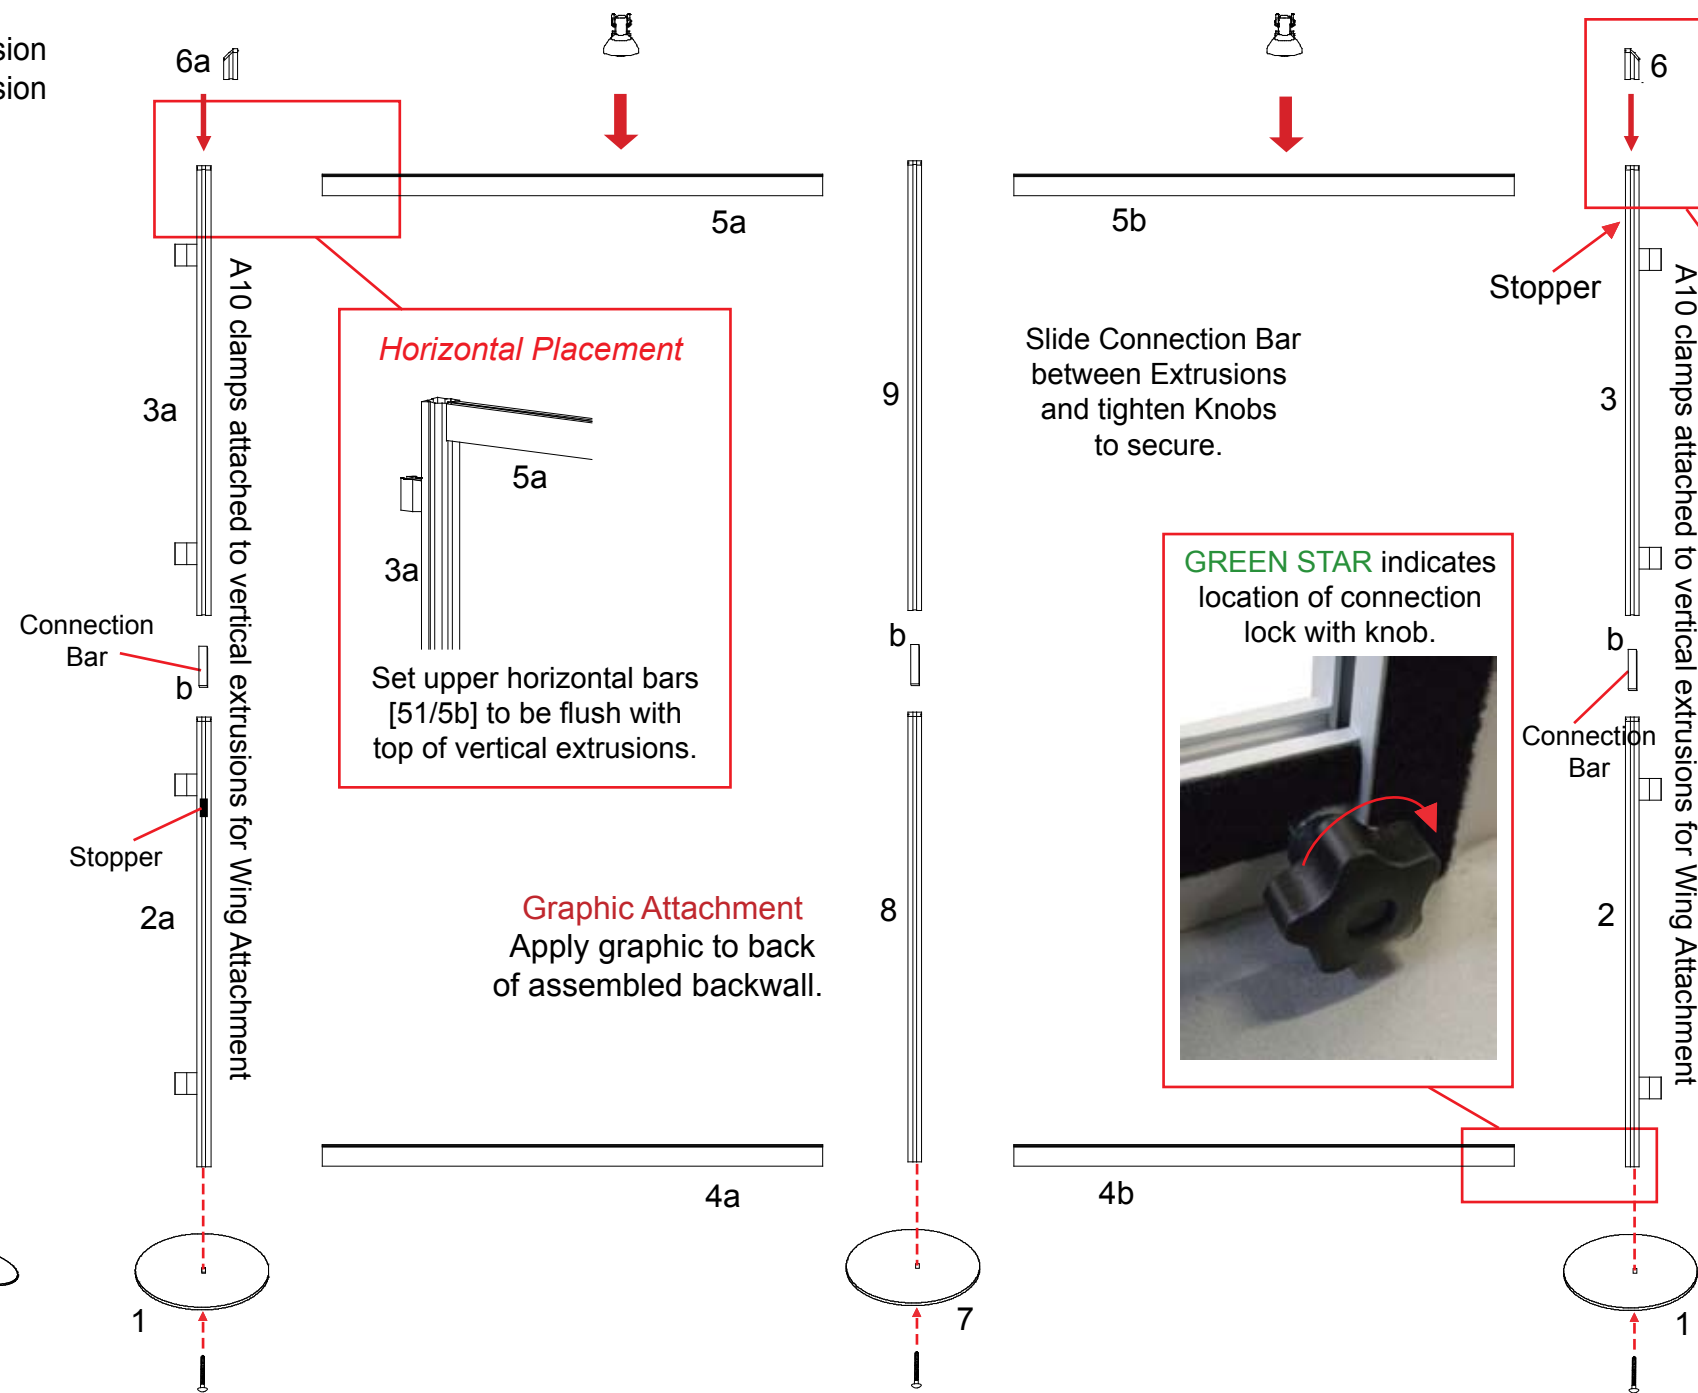 6a
6
5a
5b
Stopper
Horizontal Placement
5a
3a
Set upper horizontal bars
[51/5b] to be flush with
top of vertical extrusions.
3a
A10 clamps attached to vertical extrusions for Wing Attachment
9
Slide Connection Bar
between Extrusions
and tighten Knobs
to secure.
3
A10 clamps attached to vertical extrusions for Wing Attachment
GREEN STAR indicates
location of connection
lock with knob.
Connection
Bar
b
b
b
Connection
Bar
Stopper
2a
Graphic Attachment
Apply graphic to back
of assembled backwall.
8
2
4a
4b
1
7
1